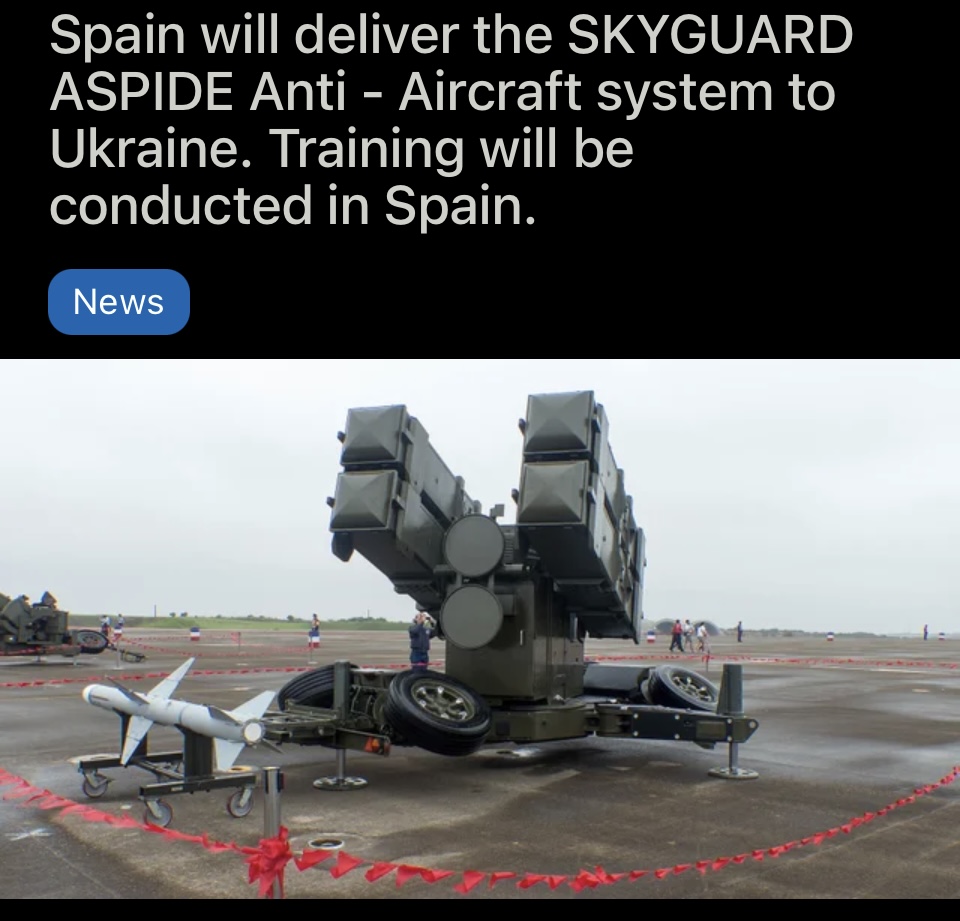 Spain will deliver the SKYGUARD
ASPIDE Anti - Aircraft system to
Ukraine. Training will be
conducted in Spain.
News